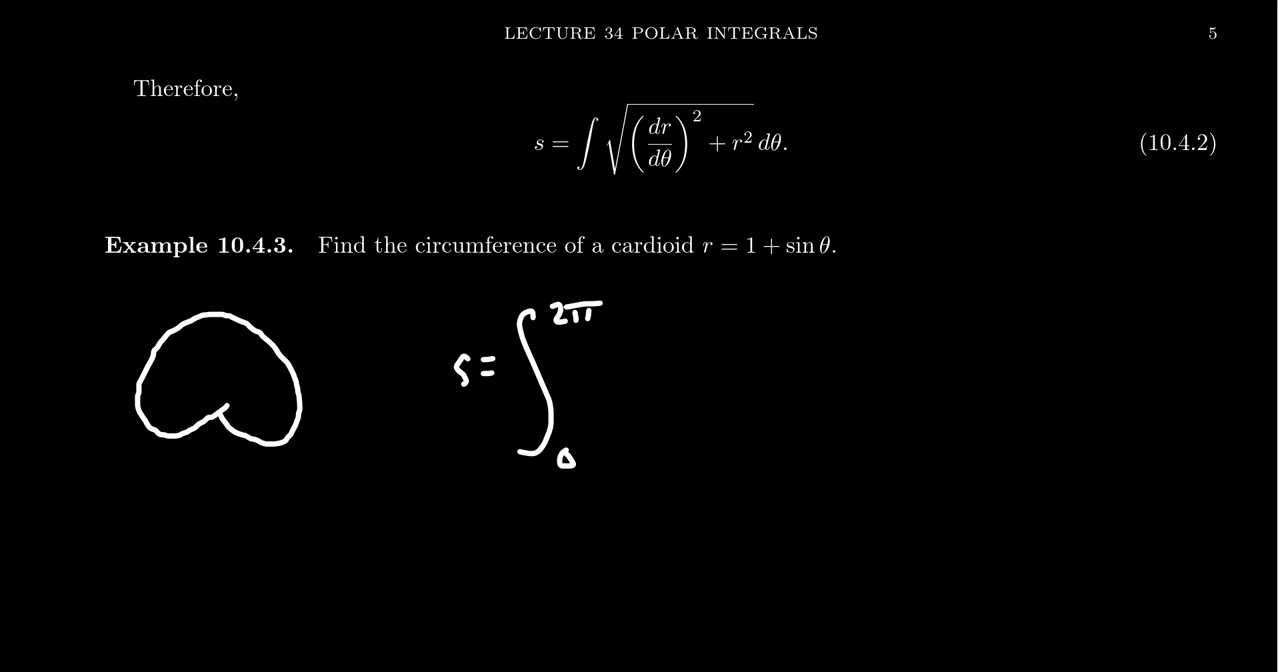 LECTURE 34 POLAR INTEGRALS 5
Therefore,
s = ∫ √((dr/dθ)² + r²) dθ. (10.4.2)
Example 10.4.3. Find the circumference of a cardioid r = 1 + sin θ.
s = ∫₀^{2π}